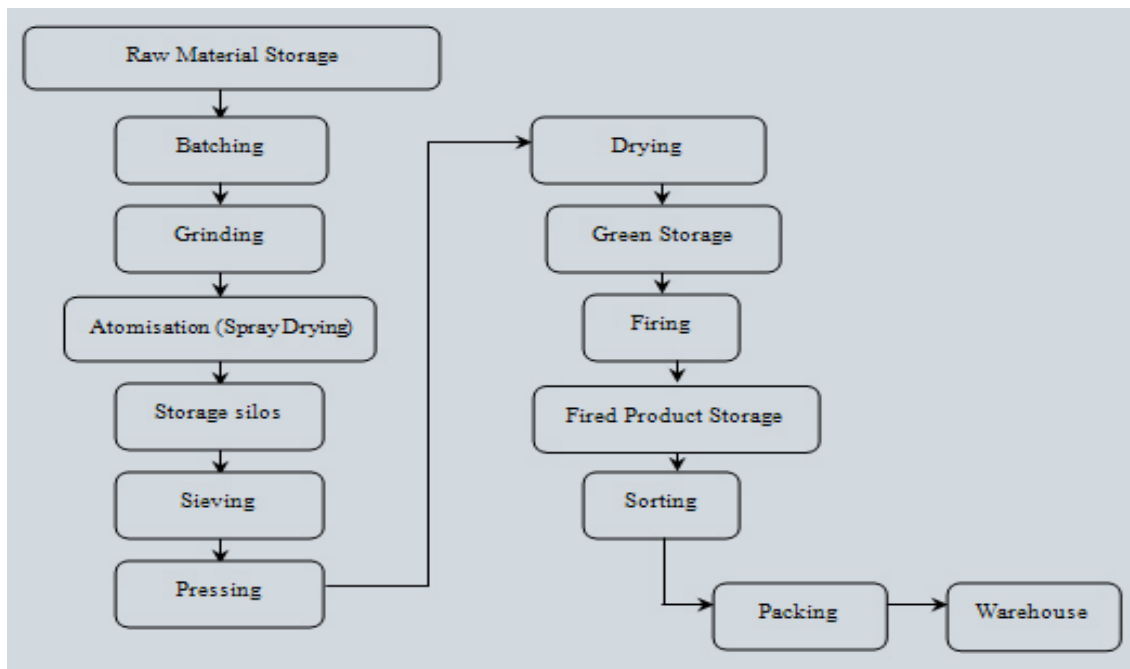 Raw Material Storage
Batching
Grinding
Atomisation (Spray Drying)
Storage silos
Sieving
Pressing
Drying
Green Storage
Firing
Fired Product Storage
Sorting
Packing
Warehouse